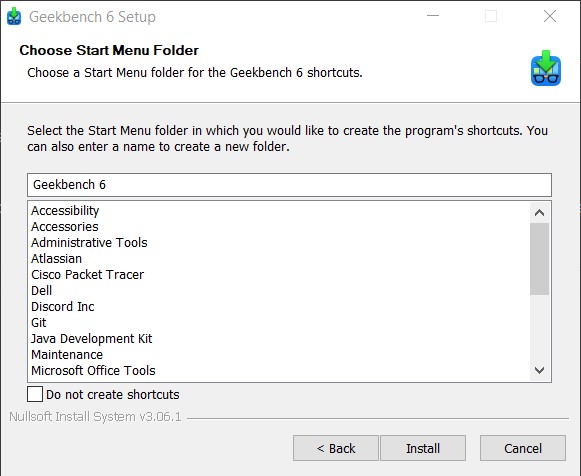 Geekbench 6 Setup
Choose Start Menu Folder
Choose a Start Menu folder for the Geekbench 6 shortcuts.
Select the Start Menu folder in which you would like to create the program's shortcuts. You
can also enter a name to create a new folder.
Geekbench 6
Accessibility
Accessories
Administrative Tools
Atlassian
Cisco Packet Tracer
Dell
Discord Inc
Git
Java Development Kit
Maintenance
Microsoft Office Tools
Do not create shortcuts
Nullsoft Install System v3.06.1
< Back Install Cancel